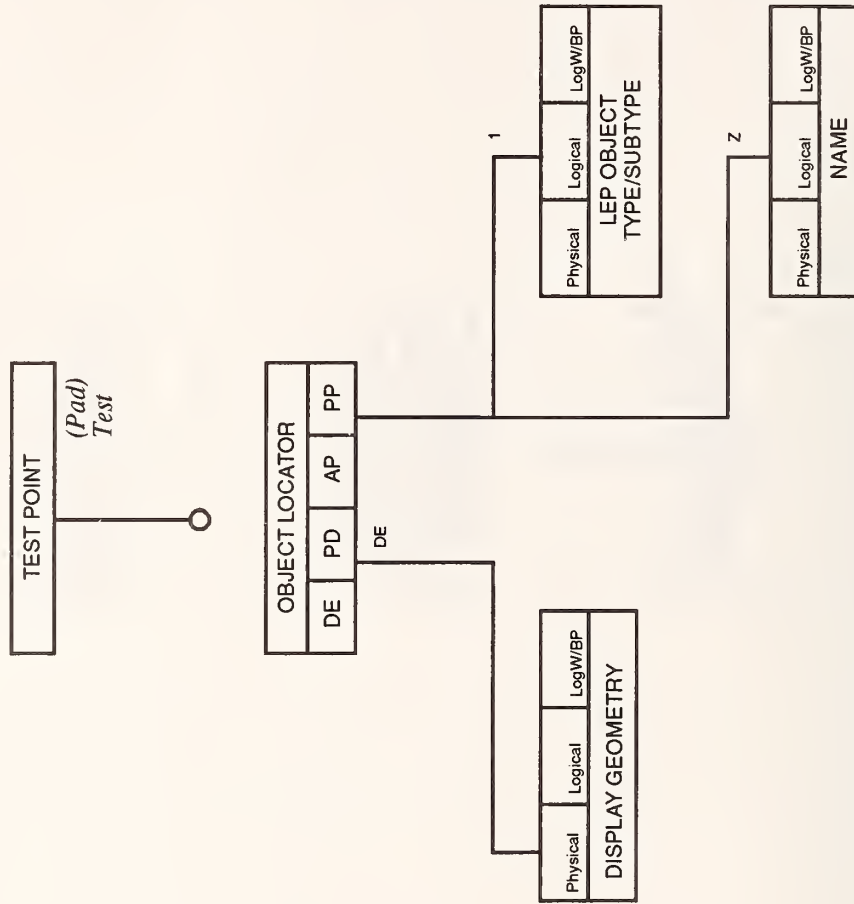 TEST POINT
(Pad)
Test
OBJECT LOCATOR
DE PD AP PP
DE
1
Physical Logical LogW/BP
DISPLAY GEOMETRY
Physical Logical LogW/BP
LEP OBJECT
TYPE/SUBTYPE
Z
Physical Logical LogW/BP
NAME